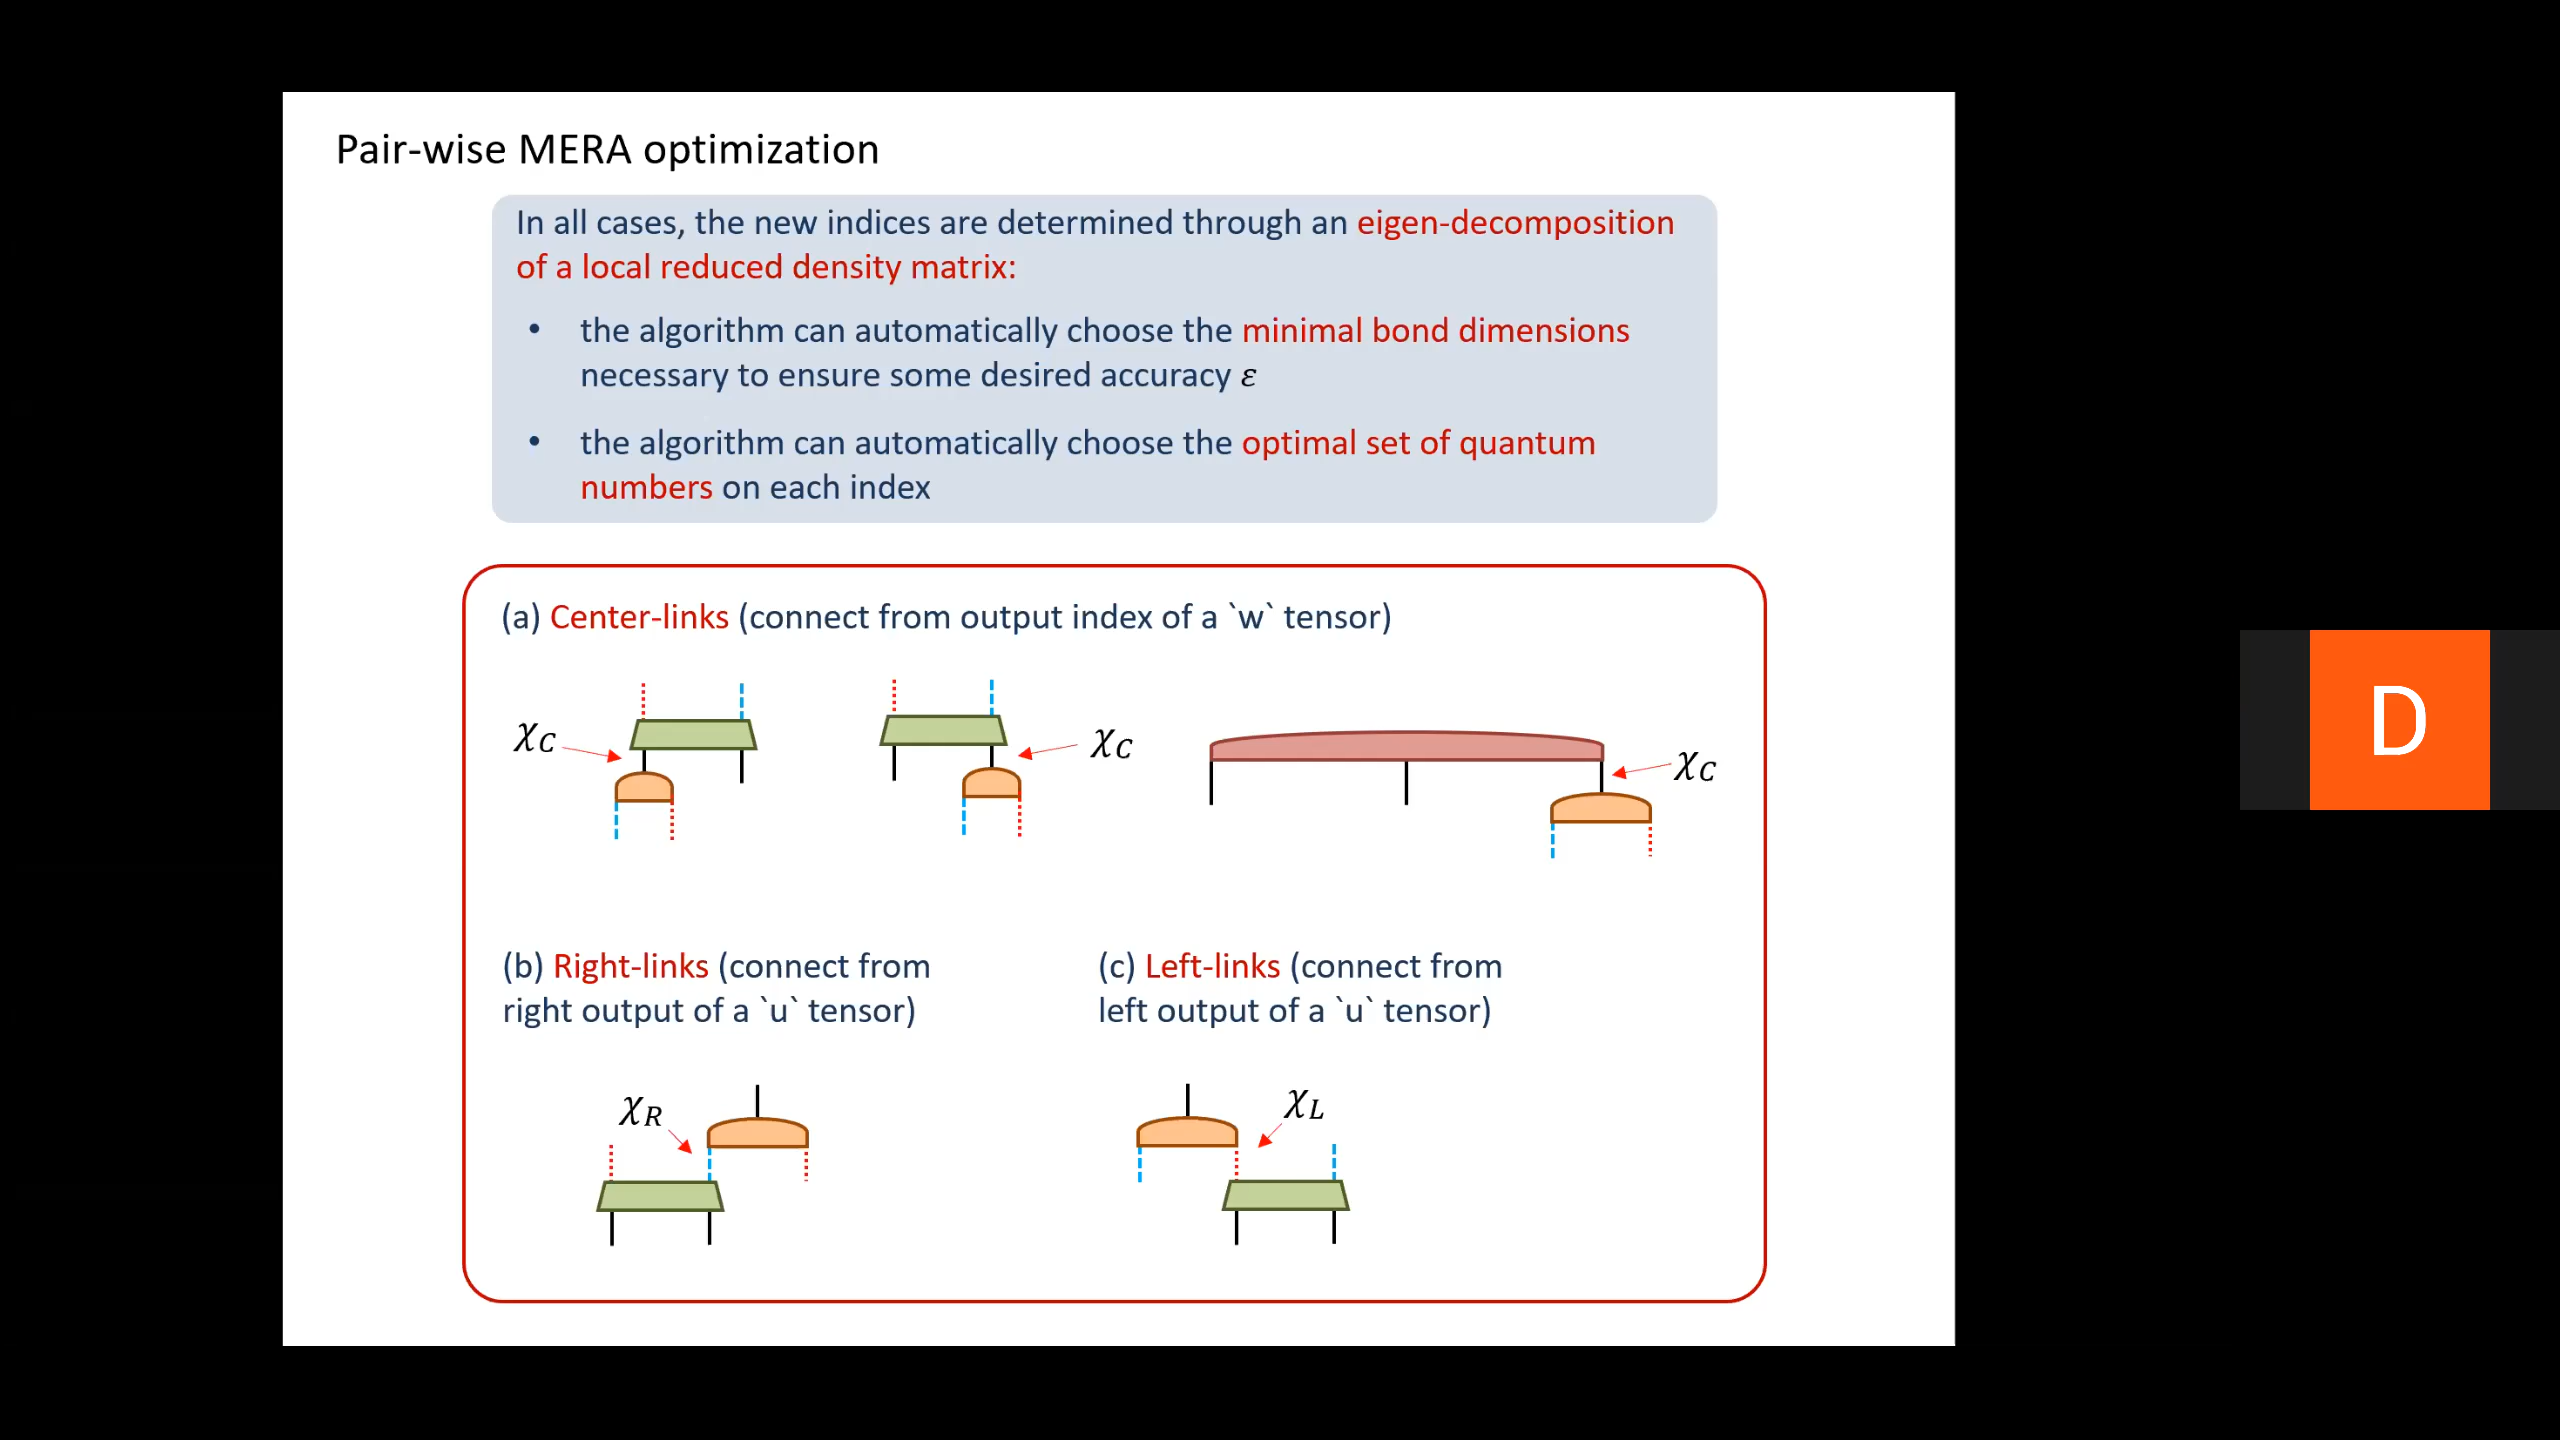 Pair-wise MERA optimization
In all cases, the new indices are determined through an eigen-decomposition
of a local reduced density matrix:
• the algorithm can automatically choose the minimal bond dimensions
necessary to ensure some desired accuracy ε
• the algorithm can automatically choose the optimal set of quantum
numbers on each index
(a) Center-links (connect from output index of a `w` tensor)
χC
χC
χC
(b) Right-links (connect from
right output of a `u` tensor)
(c) Left-links (connect from
left output of a `u` tensor)
χR
χL
D